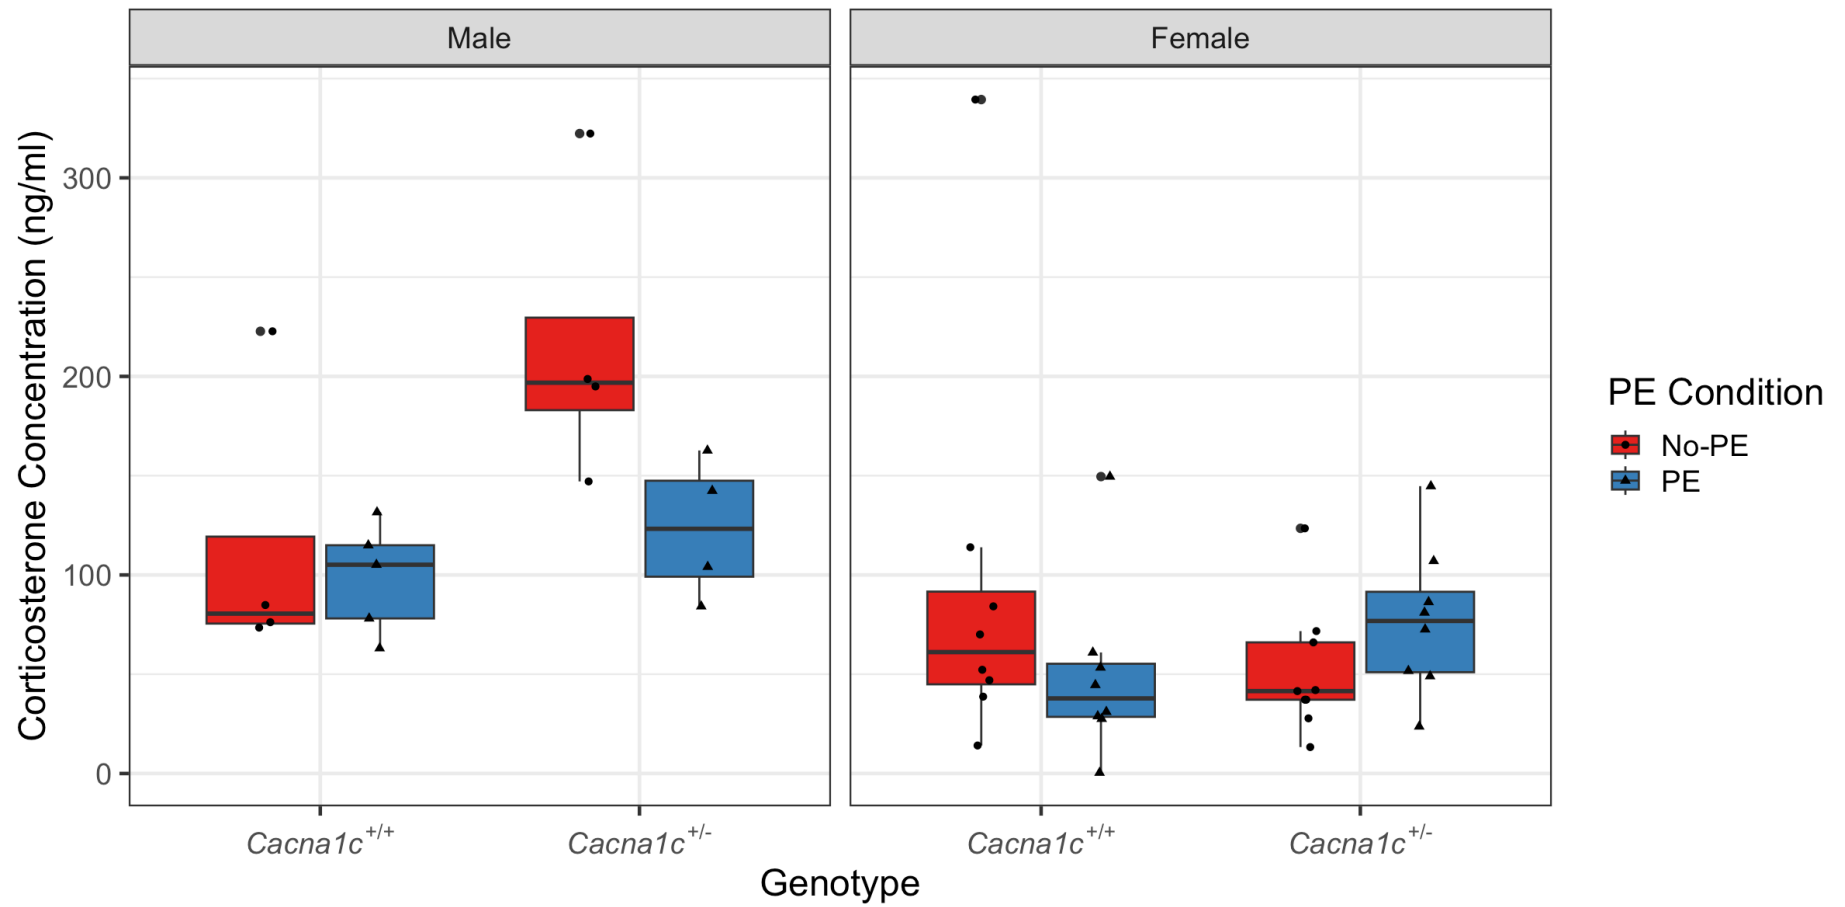 Male
Female
Corticosterone Concentration (ng/ml)
300
200
100
0
Cacna1c+/+
Cacna1c+/-
Cacna1c+/+
Cacna1c+/-
Genotype
PE Condition
No-PE
PE